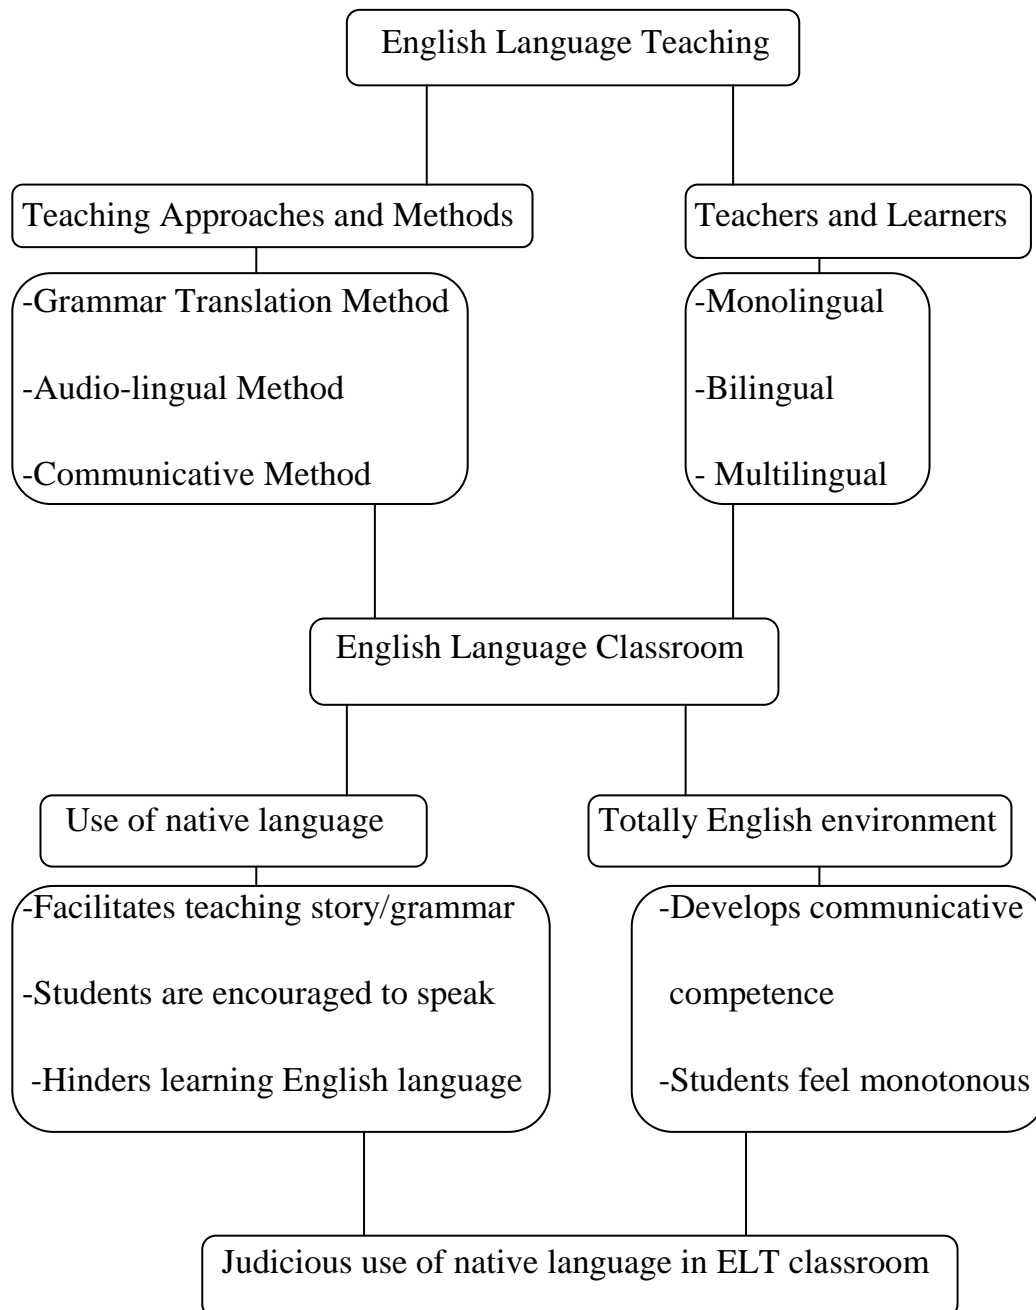 English Language Teaching
Teaching Approaches and Methods
Teachers and Learners
-Grammar Translation Method
-Audio-lingual Method
-Communicative Method
-Monolingual
-Bilingual
- Multilingual
English Language Classroom
Use of native language
Totally English environment
-Facilitates teaching story/grammar
-Students are encouraged to speak
-Hinders learning English language
-Develops communicative
competence
-Students feel monotonous
Judicious use of native language in ELT classroom